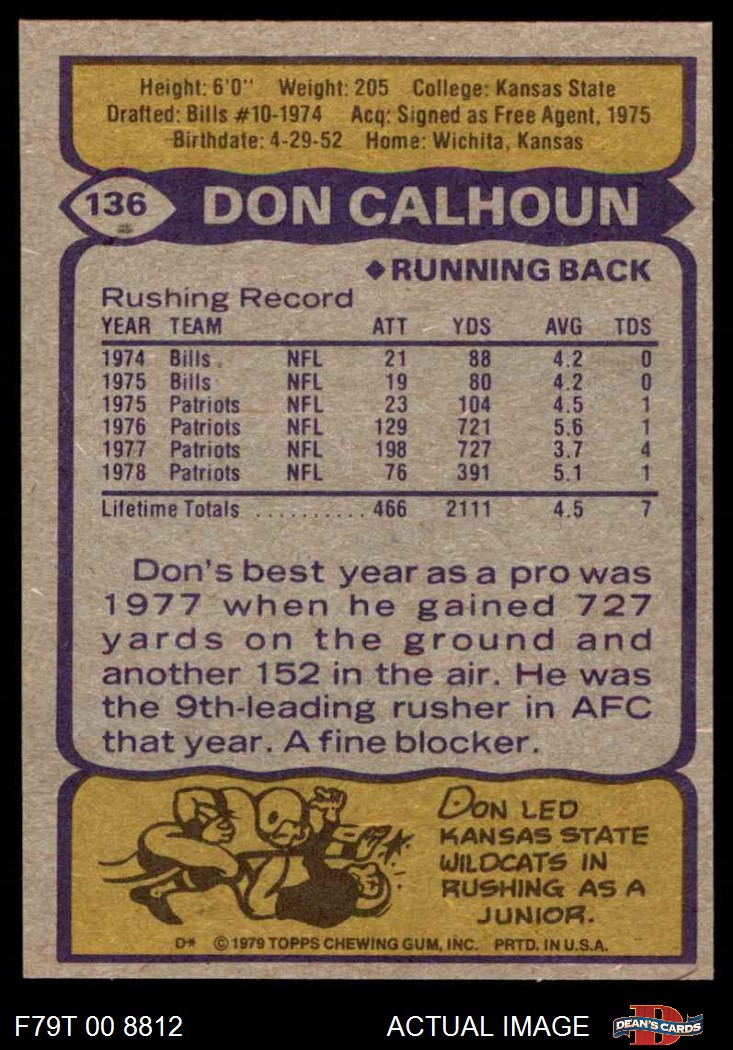 Height: 6'0" Weight: 205 College: Kansas State
Drafted: Bills #10-1974 Acq: Signed as Free Agent, 1975
Birthdate: 4-29-52 Home: Wichita, Kansas
136 DON CALHOUN
◆RUNNING BACK
Rushing Record
YEAR TEAM ATT YDS AVG TDS
1974 Bills NFL 21 88 4.2 0
1975 Bills NFL 19 80 4.2 0
1975 Patriots NFL 23 104 4.5 1
1976 Patriots NFL 129 721 5.6 1
1977 Patriots NFL 198 727 3.7 4
1978 Patriots NFL 76 391 5.1 1
Lifetime Totals .......... 466 2111 4.5 7
Don's best year as a pro was
1977 when he gained 727
yards on the ground and
another 152 in the air. He was
the 9th-leading rusher in AFC
that year. A fine blocker.
DON LED
KANSAS STATE
WILDCATS IN
RUSHING AS A
JUNIOR.
D* © 1979 TOPPS CHEWING GUM, INC. PRTD. IN U.S.A.
F79T 00 8812 ACTUAL IMAGE DEAN'S CARDS